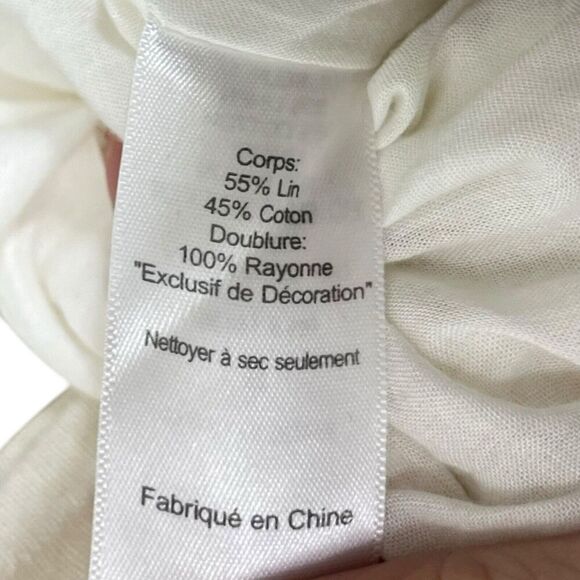 Corps:
55% Lin
45% Coton
Doublure:
100% Rayonne
"Exclusif de Décoration"
Nettoyer à sec seulement
Fabriqué en Chine